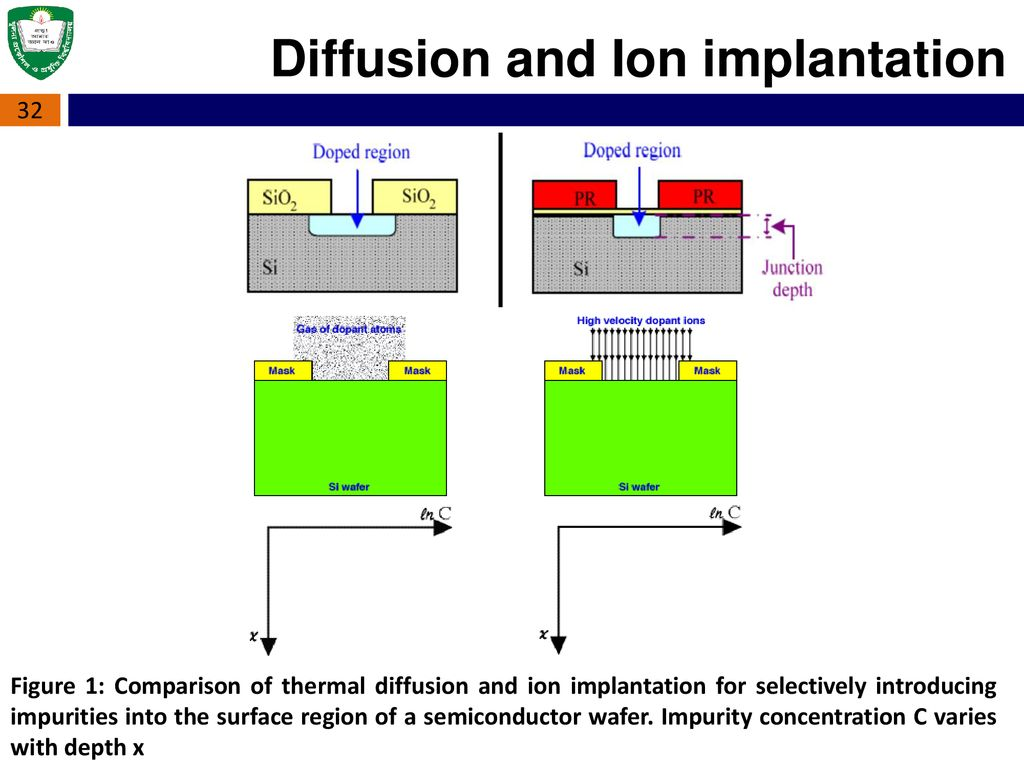 Diffusion and Ion implantation
32
Doped region
SiO2
SiO2
Si
Doped region
PR
PR
Si
Junction
depth
Gas of dopant atoms
Mask
Mask
Si wafer
High velocity dopant ions
Mask
Mask
Si wafer
ln C
x
ln C
x
Figure 1: Comparison of thermal diffusion and ion implantation for selectively introducing
impurities into the surface region of a semiconductor wafer. Impurity concentration C varies
with depth x